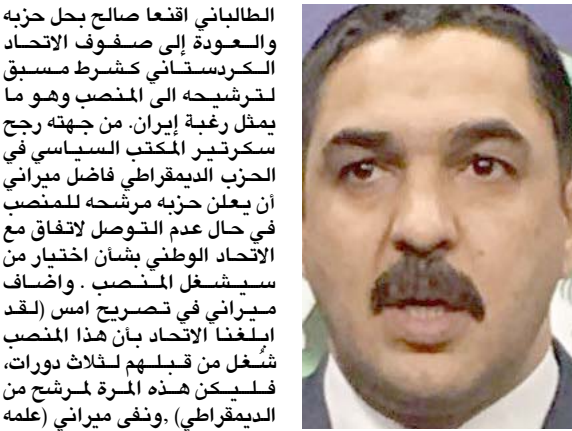 الطالباني اقنعا صالح بحل حزبه
والعودة إلى صفوف الاتحاد
الكردستاني كشرط مسبق
لترشيحه الى المنصب وهو ما
يمثل رغبة إيران. من جهته رجح
سكرتير المكتب السياسي في
الحزب الديمقراطي فاضل ميراني
أن يعلن حزبه مرشحه للمنصب
في حال عدم التوصل لاتفاق مع
الاتحاد الوطني بشأن اختيار من
سيشغل المنصب . واضاف
ميراني في تصريح امس (لقد
ابلغنا الاتحاد بأن هذا المنصب
شُغل من قبلهم لثلاث دورات،
فليكن هذه المرة لمرشح من
الديمقراطي) ,ونفى ميراني (علمه